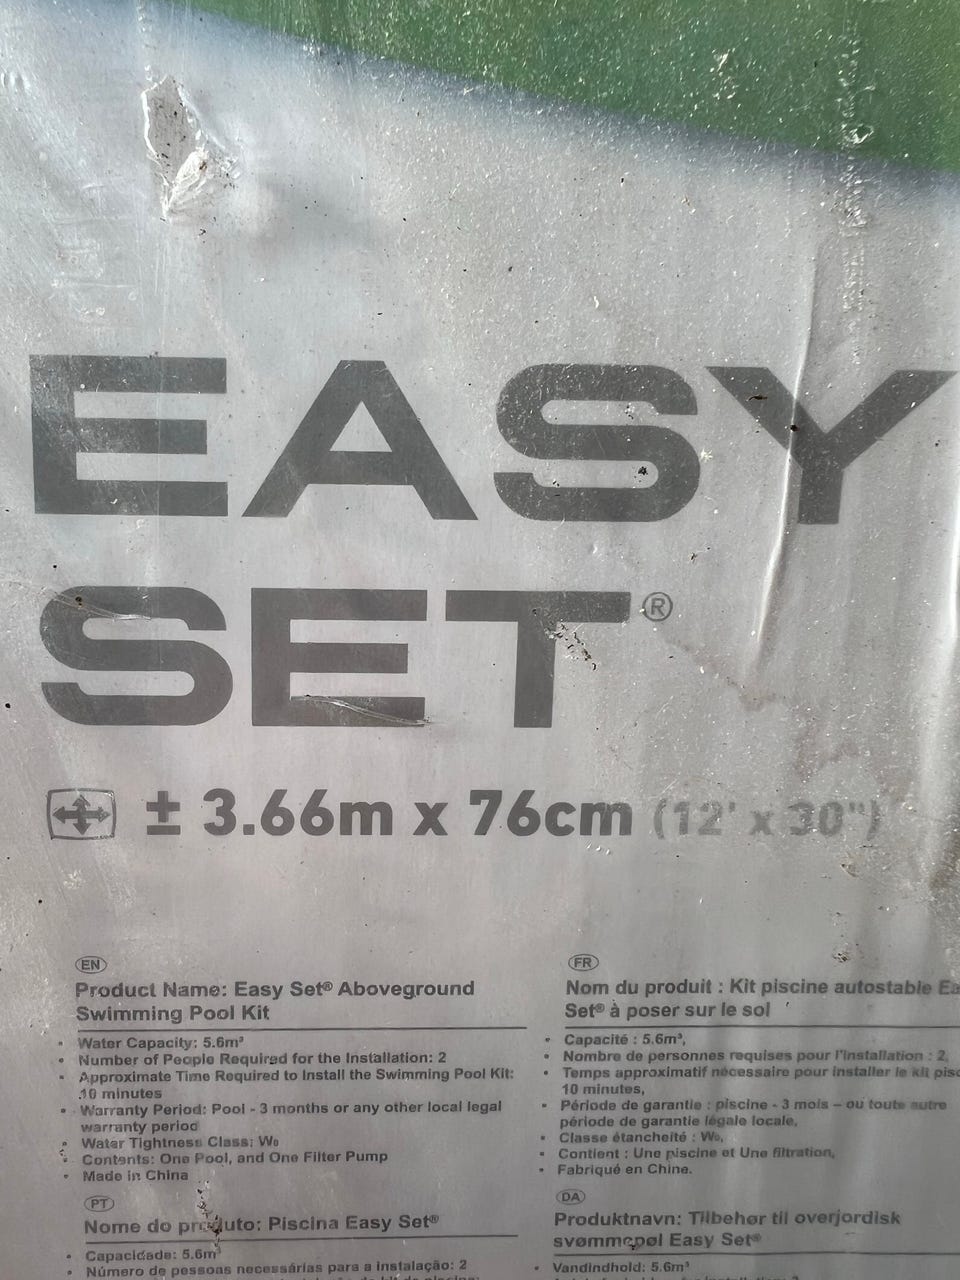 EASY
SET®
± 3.66m x 76cm (12' x 30")
EN
Product Name: Easy Set® Aboveground
Swimming Pool Kit
• Water Capacity: 5.6m³
• Number of People Required for the Installation: 2
• Approximate Time Required to Install the Swimming Pool Kit:
10 minutes
• Warranty Period: Pool - 3 months or any other local legal
warranty period
• Water Tightness Class: W₀
• Contents: One Pool, and One Filter Pump
• Made in China
FR
Nom du produit : Kit piscine autostable Ea
Set® à poser sur le sol
• Capacité : 5.6m³,
• Nombre de personnes requises pour l'installation : 2,
• Temps approximatif nécessaire pour installer le kit pisc
10 minutes,
• Période de garantie : piscine - 3 mois – ou toute autre
période de garantie légale locale,
• Classe étancheité : W₀,
• Contient : Une piscine et Une filtration,
• Fabriqué en Chine.
PT
Nome do produto: Piscina Easy Set®
• Capacidade: 5.6m³
• Número de pessoas necessárias para a instalação: 2
DA
Produktnavn: Tilbehør til overjordisk
svømmepøl Easy Set®
• Vandindhold: 5.6m³